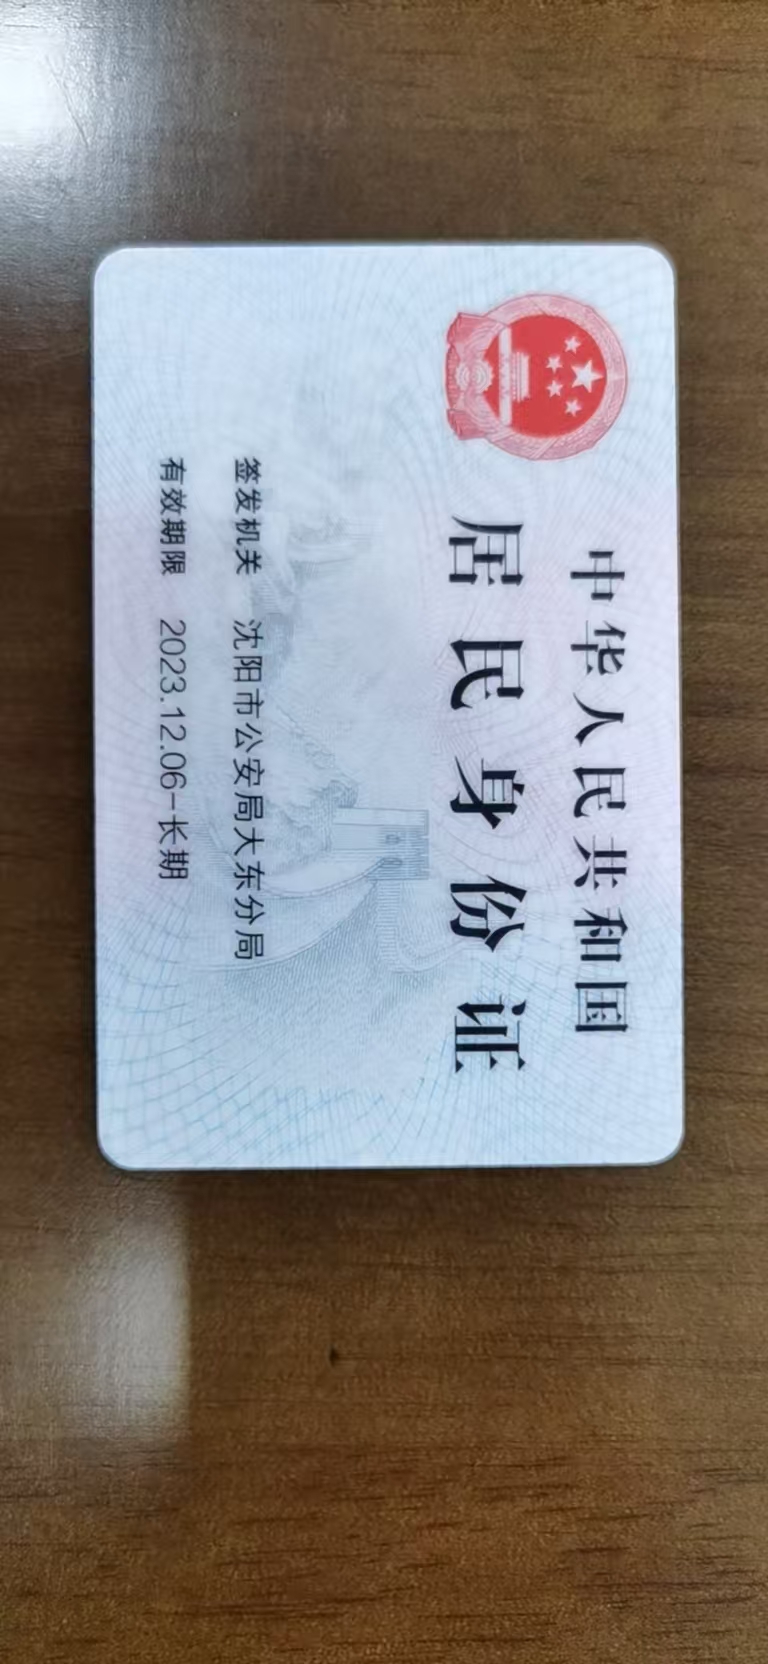 中华人民共和国
居民身份证
签发机关 沈阳市公安局大东分局
有效期限 2023.12.06-长期